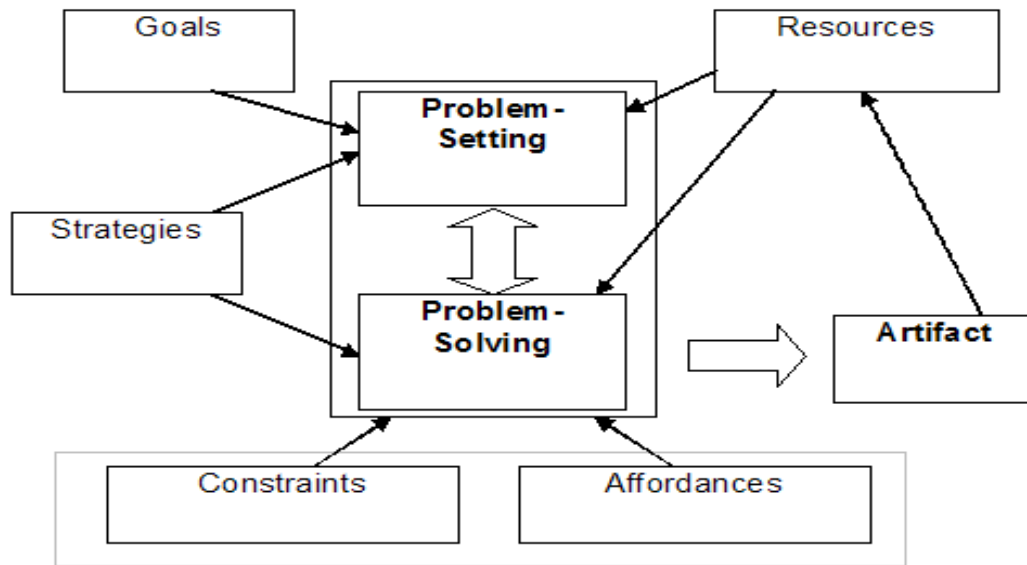 Goals
Resources
Problem-
Setting
Strategies
Problem-
Solving
Artifact
Constraints
Affordances